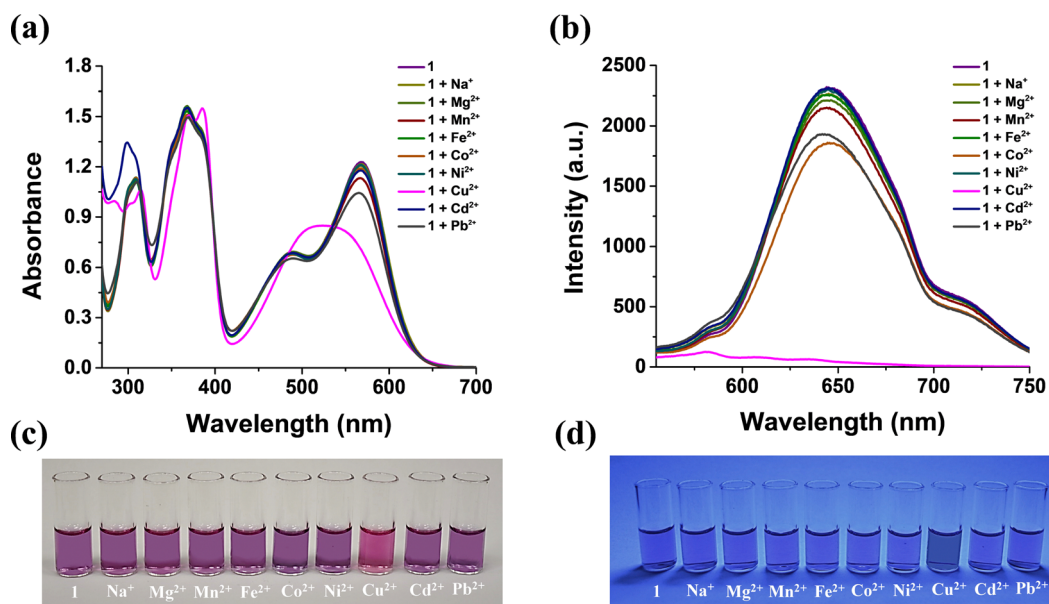 (a)
Absorbance
1.8
1.5
1.2
0.9
0.6
0.3
0.0
300 400 500 600 700
Wavelength (nm)
1
1 + Na⁺
1 + Mg²⁺
1 + Mn²⁺
1 + Fe²⁺
1 + Co²⁺
1 + Ni²⁺
1 + Cu²⁺
1 + Cd²⁺
1 + Pb²⁺
(b)
Intensity (a.u.)
2500
2000
1500
1000
500
0
600 650 700 750
Wavelength (nm)
1
1 + Na⁺
1 + Mg²⁺
1 + Mn²⁺
1 + Fe²⁺
1 + Co²⁺
1 + Ni²⁺
1 + Cu²⁺
1 + Cd²⁺
1 + Pb²⁺
(c)
1 Na⁺ Mg²⁺ Mn²⁺ Fe²⁺ Co²⁺ Ni²⁺ Cu²⁺ Cd²⁺ Pb²⁺
(d)
1 Na⁺ Mg²⁺ Mn²⁺ Fe²⁺ Co²⁺ Ni²⁺ Cu²⁺ Cd²⁺ Pb²⁺